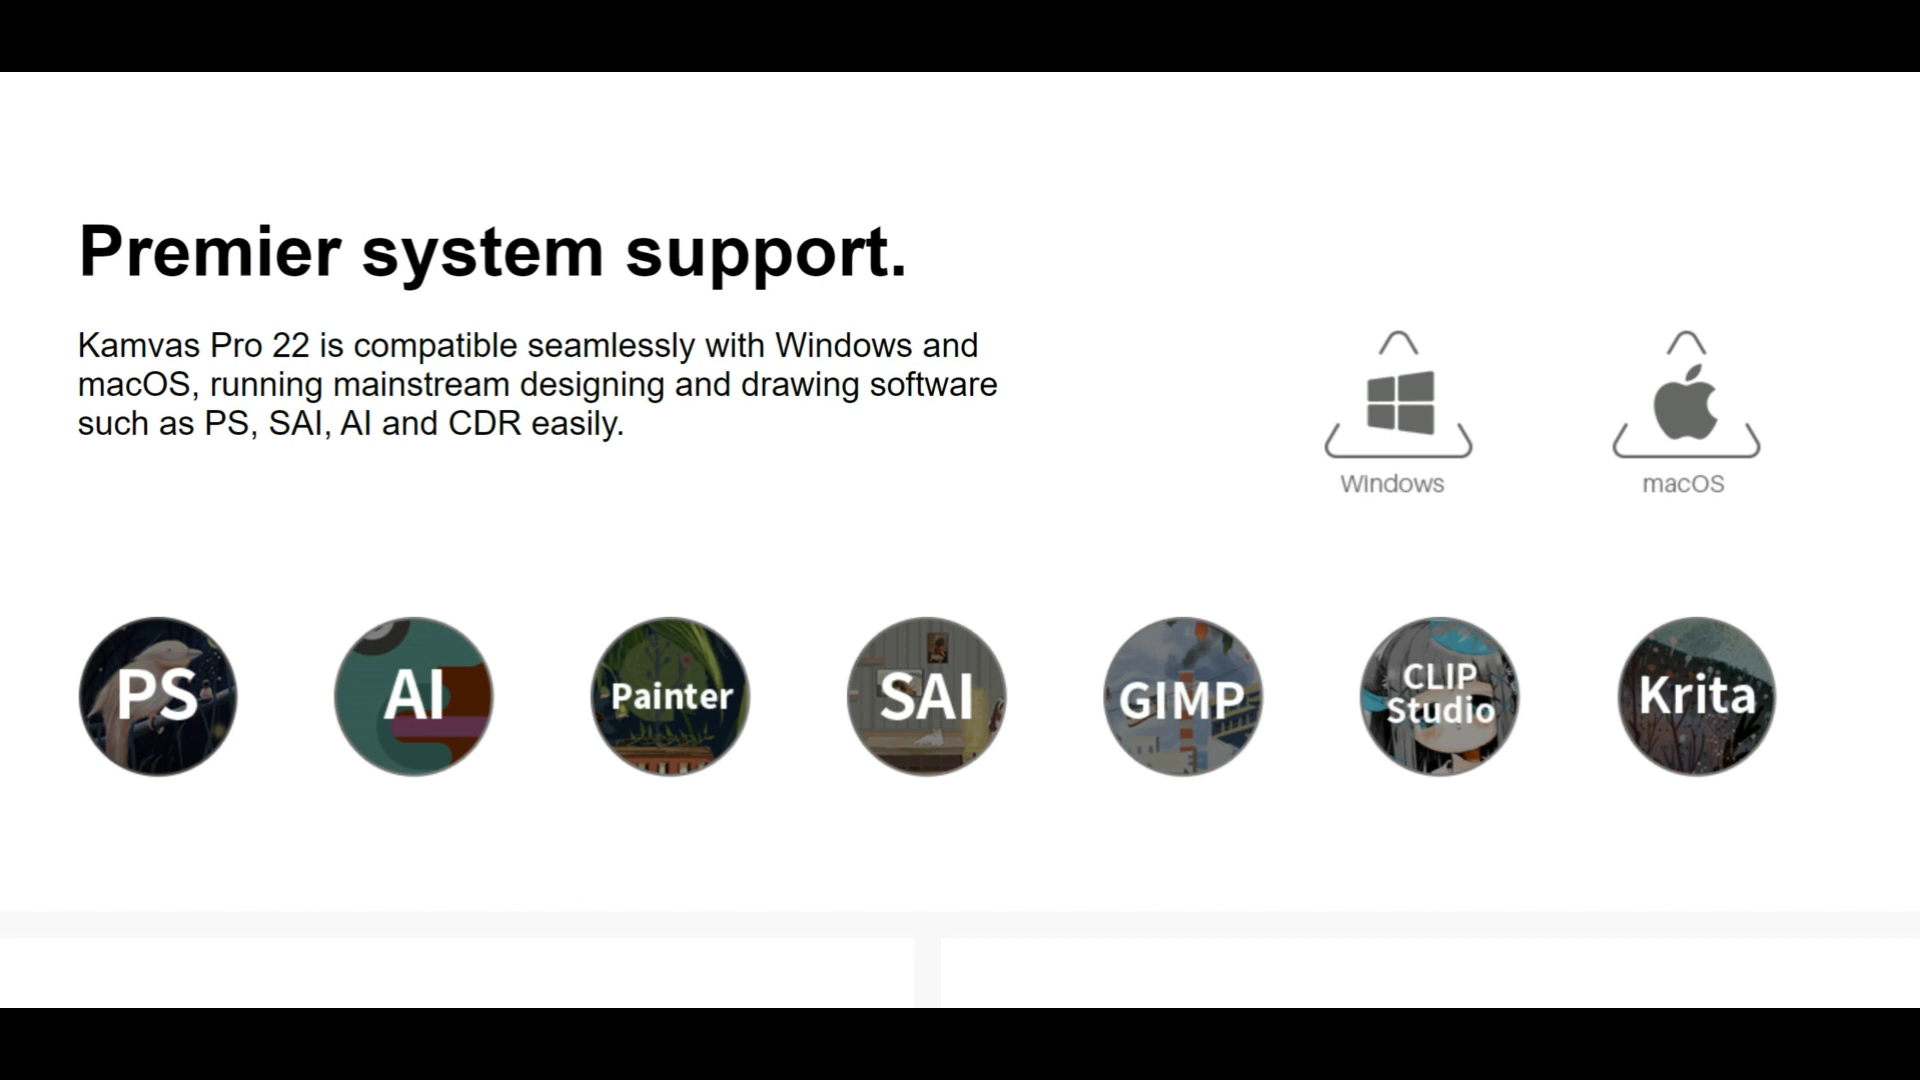 Premier system support.
Kamvas Pro 22 is compatible seamlessly with Windows and
macOS, running mainstream designing and drawing software
such as PS, SAI, AI and CDR easily.
Windows
macOS
PS
AI
Painter
SAI
GIMP
CLIP
Studio
Krita